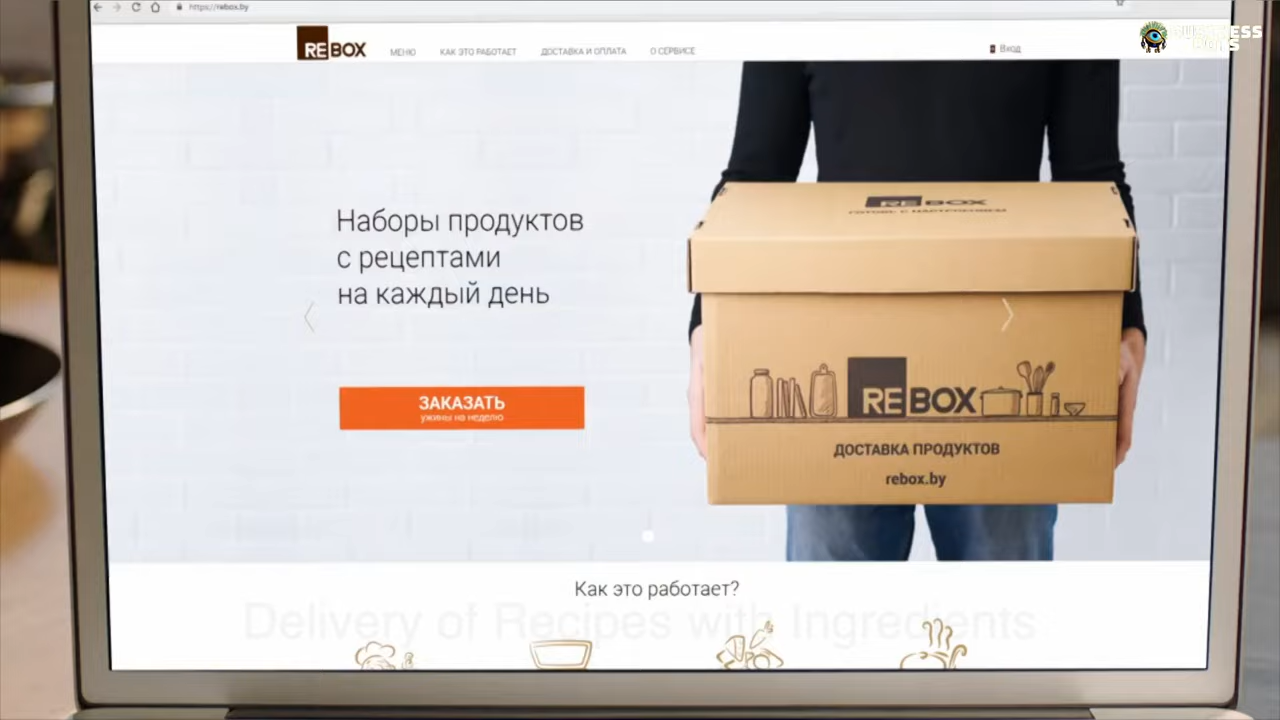 https://rebox.by
REBOX
МЕНЮ
КАК ЭТО РАБОТАЕТ
ДОСТАВКА И ОПЛАТА
О СЕРВИСЕ
Вход
Наборы продуктов
с рецептами
на каждый день
ЗАКАЗАТЬ
ужины на неделю
REBOX
REBOX
ДОСТАВКА ПРОДУКТОВ
rebox.by
Как это работает?
Delivery of Recipes with Ingredients